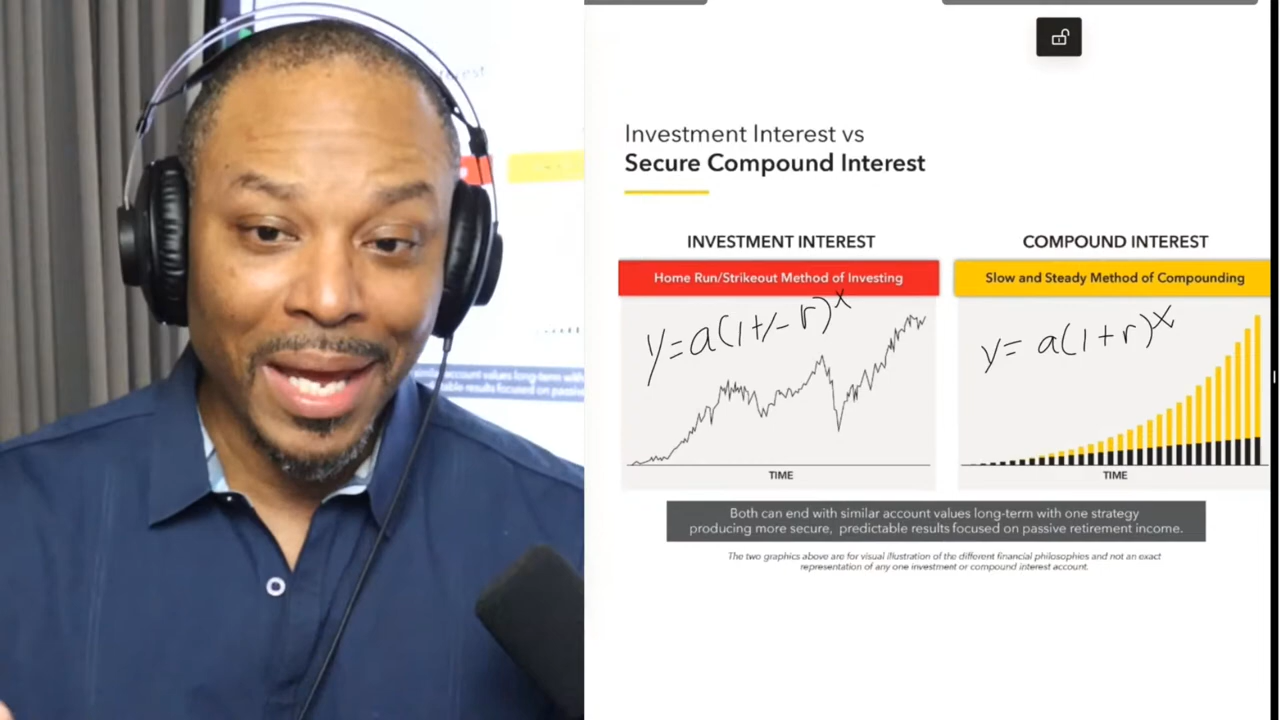 Investment Interest vs
Secure Compound Interest
INVESTMENT INTEREST
Home Run/Strikeout Method of Investing
y=a(1+/-r)^x
TIME
COMPOUND INTEREST
Slow and Steady Method of Compounding
y=a(1+r)^x
TIME
Both can end with similar account values long-term with one strategy
producing more secure, predictable results focused on passive retirement income.
The two graphics above are for visual illustration of the different financial philosophies and not an exact
representation of any one investment or compound interest account.